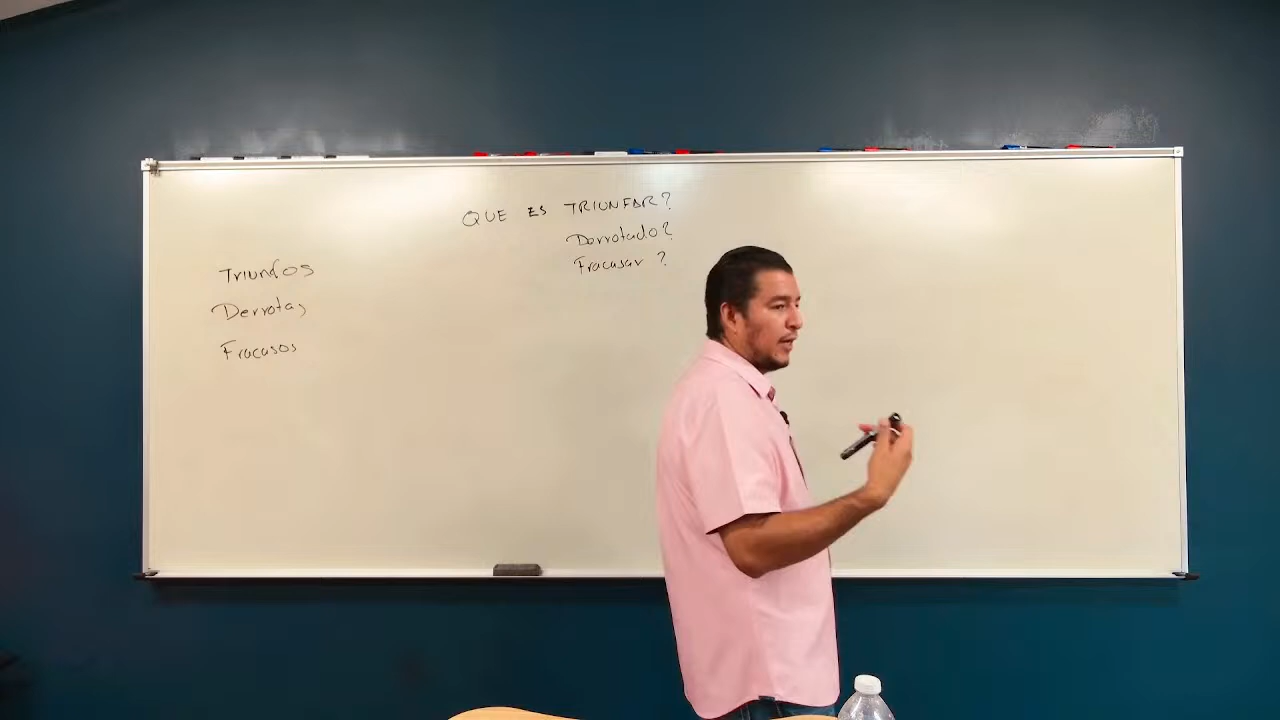 QUE ES TRIUNFAR?
Derrotado?
Fracasar ?
Triunfos
Derrotas
Fracasos